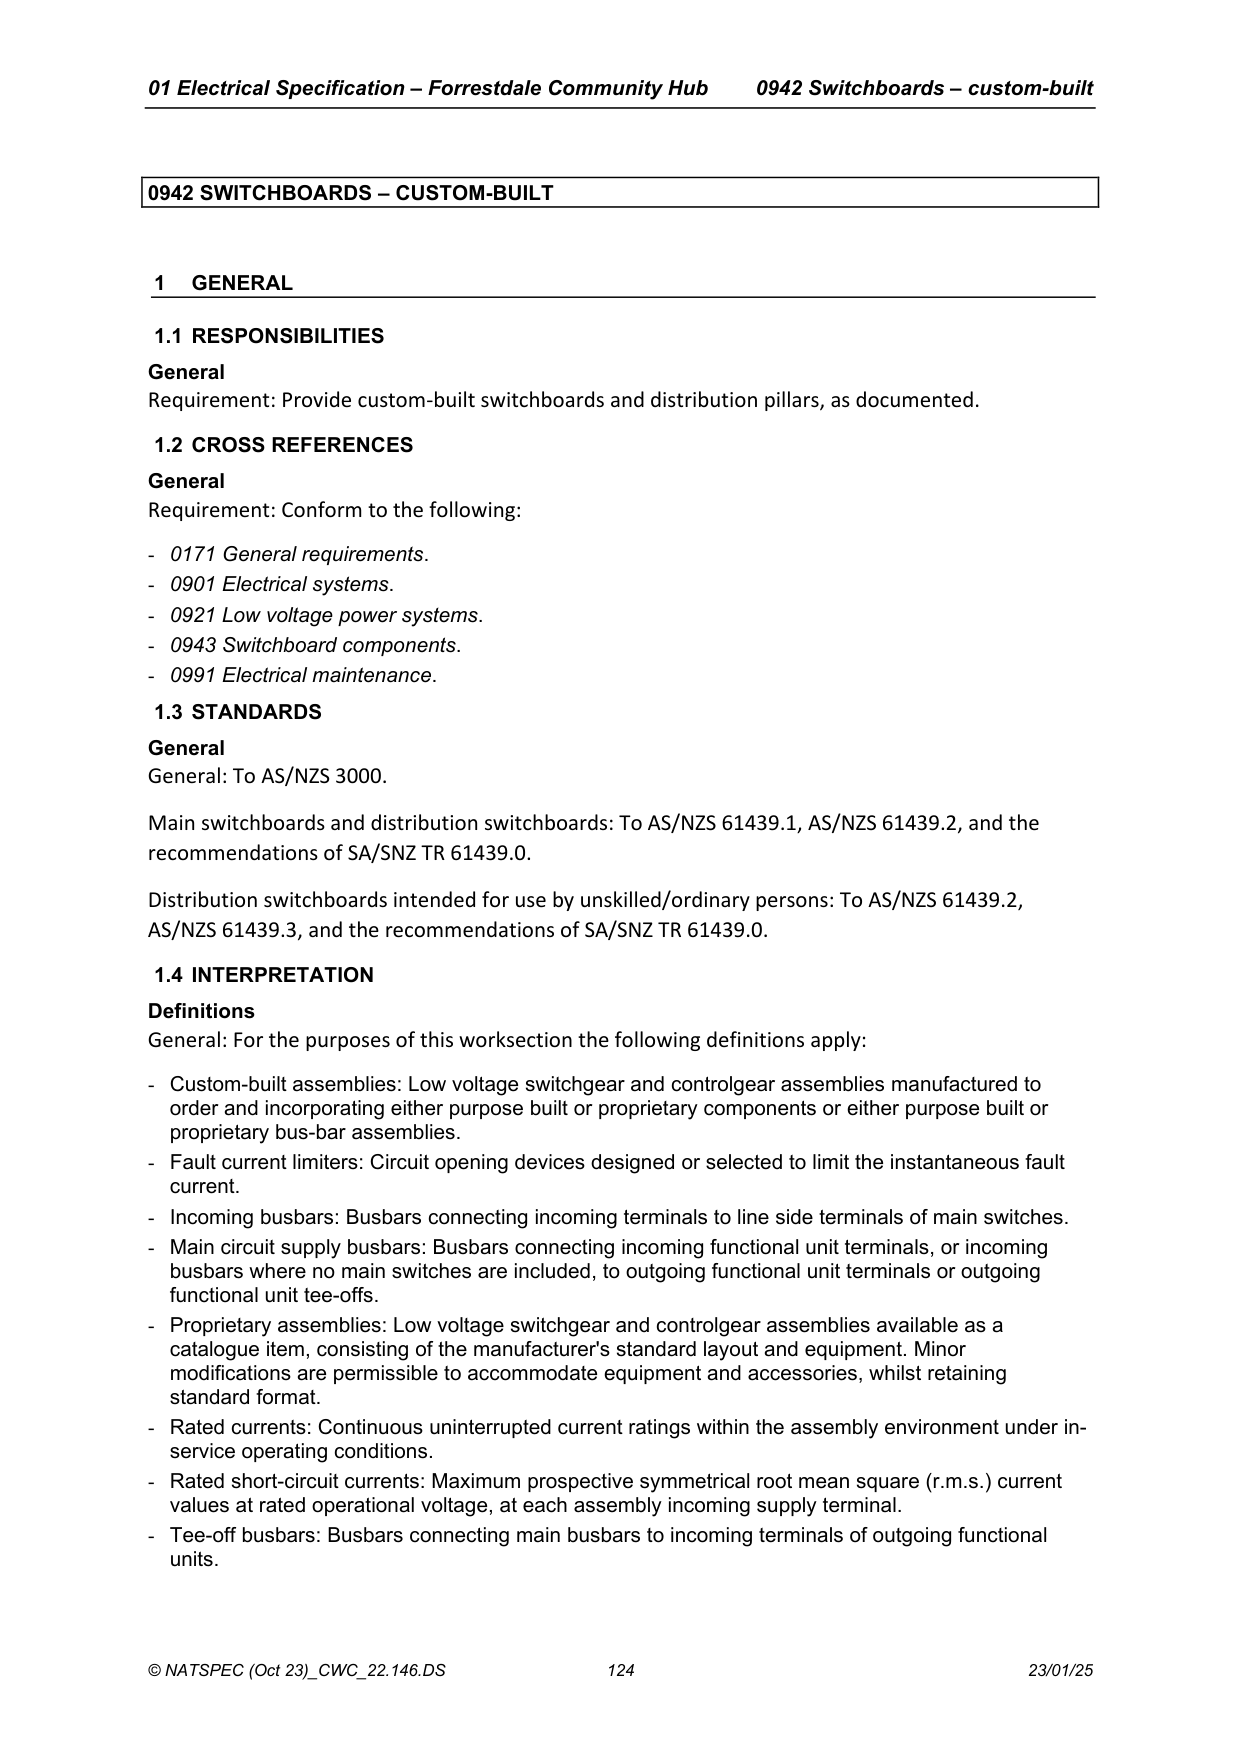 01 Electrical Specification – Forrestdale Community Hub 0942 Switchboards – custom-built
0942 SWITCHBOARDS – CUSTOM-BUILT
1 GENERAL
1.1 RESPONSIBILITIES
General
Requirement: Provide custom-built switchboards and distribution pillars, as documented.
1.2 CROSS REFERENCES
General
Requirement: Conform to the following:
- 0171 General requirements.
- 0901 Electrical systems.
- 0921 Low voltage power systems.
- 0943 Switchboard components.
- 0991 Electrical maintenance.
1.3 STANDARDS
General
General: To AS/NZS 3000.
Main switchboards and distribution switchboards: To AS/NZS 61439.1, AS/NZS 61439.2, and the
recommendations of SA/SNZ TR 61439.0.
Distribution switchboards intended for use by unskilled/ordinary persons: To AS/NZS 61439.2,
AS/NZS 61439.3, and the recommendations of SA/SNZ TR 61439.0.
1.4 INTERPRETATION
Definitions
General: For the purposes of this worksection the following definitions apply:
- Custom-built assemblies: Low voltage switchgear and controlgear assemblies manufactured to
order and incorporating either purpose built or proprietary components or either purpose built or
proprietary bus-bar assemblies.
- Fault current limiters: Circuit opening devices designed or selected to limit the instantaneous fault
current.
- Incoming busbars: Busbars connecting incoming terminals to line side terminals of main switches.
- Main circuit supply busbars: Busbars connecting incoming functional unit terminals, or incoming
busbars where no main switches are included, to outgoing functional unit terminals or outgoing
functional unit tee-offs.
- Proprietary assemblies: Low voltage switchgear and controlgear assemblies available as a
catalogue item, consisting of the manufacturer's standard layout and equipment. Minor
modifications are permissible to accommodate equipment and accessories, whilst retaining
standard format.
- Rated currents: Continuous uninterrupted current ratings within the assembly environment under in-
service operating conditions.
- Rated short-circuit currents: Maximum prospective symmetrical root mean square (r.m.s.) current
values at rated operational voltage, at each assembly incoming supply terminal.
- Tee-off busbars: Busbars connecting main busbars to incoming terminals of outgoing functional
units.
© NATSPEC (Oct 23)_CWC_22.146.DS 124 23/01/25